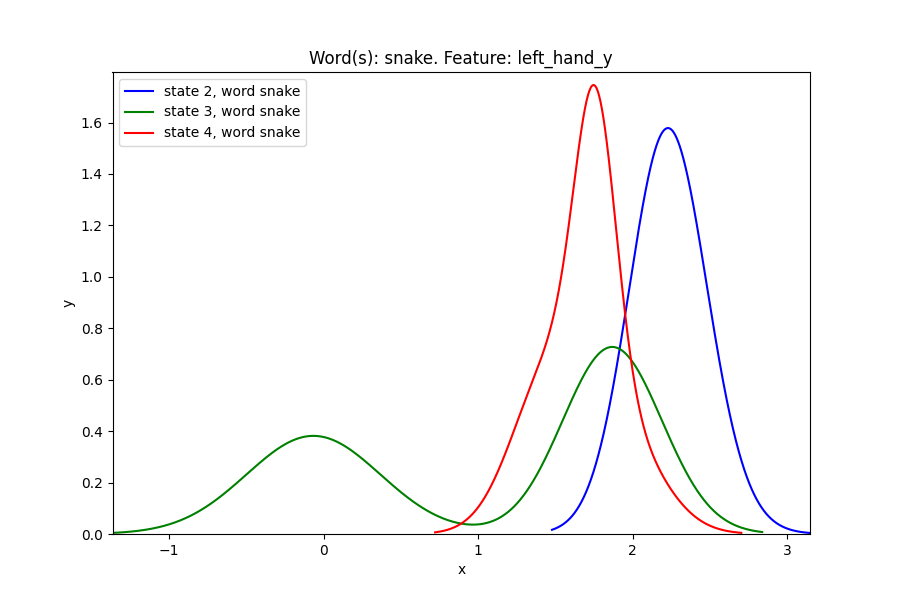 Word(s): snake. Feature: left_hand_y
state 2, word snake
state 3, word snake
state 4, word snake
1.6
1.4
1.2
1.0
0.8
0.6
0.4
0.2
0.0
y
−1 0 1 2 3
x